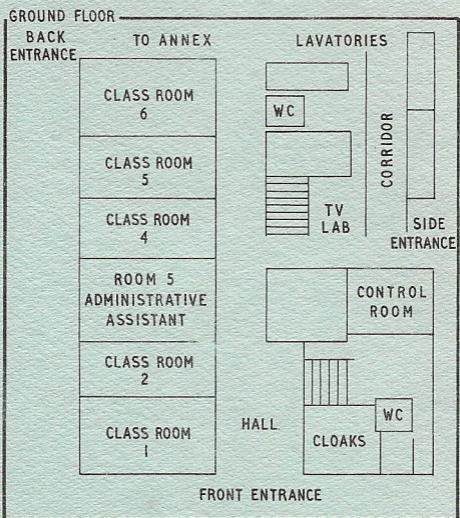 GROUND FLOOR
BACK
ENTRANCE
TO ANNEX
LAVATORIES
CLASS ROOM
6
WC
CORRIDOR
CLASS ROOM
5
CLASS ROOM
4
TV
LAB
SIDE
ENTRANCE
ROOM 5
ADMINISTRATIVE
ASSISTANT
CONTROL
ROOM
CLASS ROOM
2
WC
HALL
CLOAKS
CLASS ROOM
1
FRONT ENTRANCE